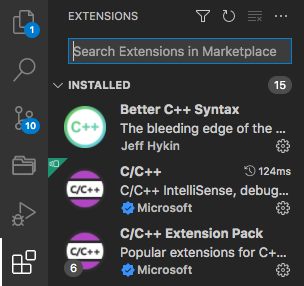 EXTENSIONS
1
Search Extensions in Marketplace
INSTALLED 15
Better C++ Syntax
C++
The bleeding edge of the ...
Jeff Hykin
10
C/C++ 124ms
C/C++
C/C++ IntelliSense, debug...
Microsoft
C/C++ Extension Pack
C/C++
Popular extensions for C+...
6
Microsoft